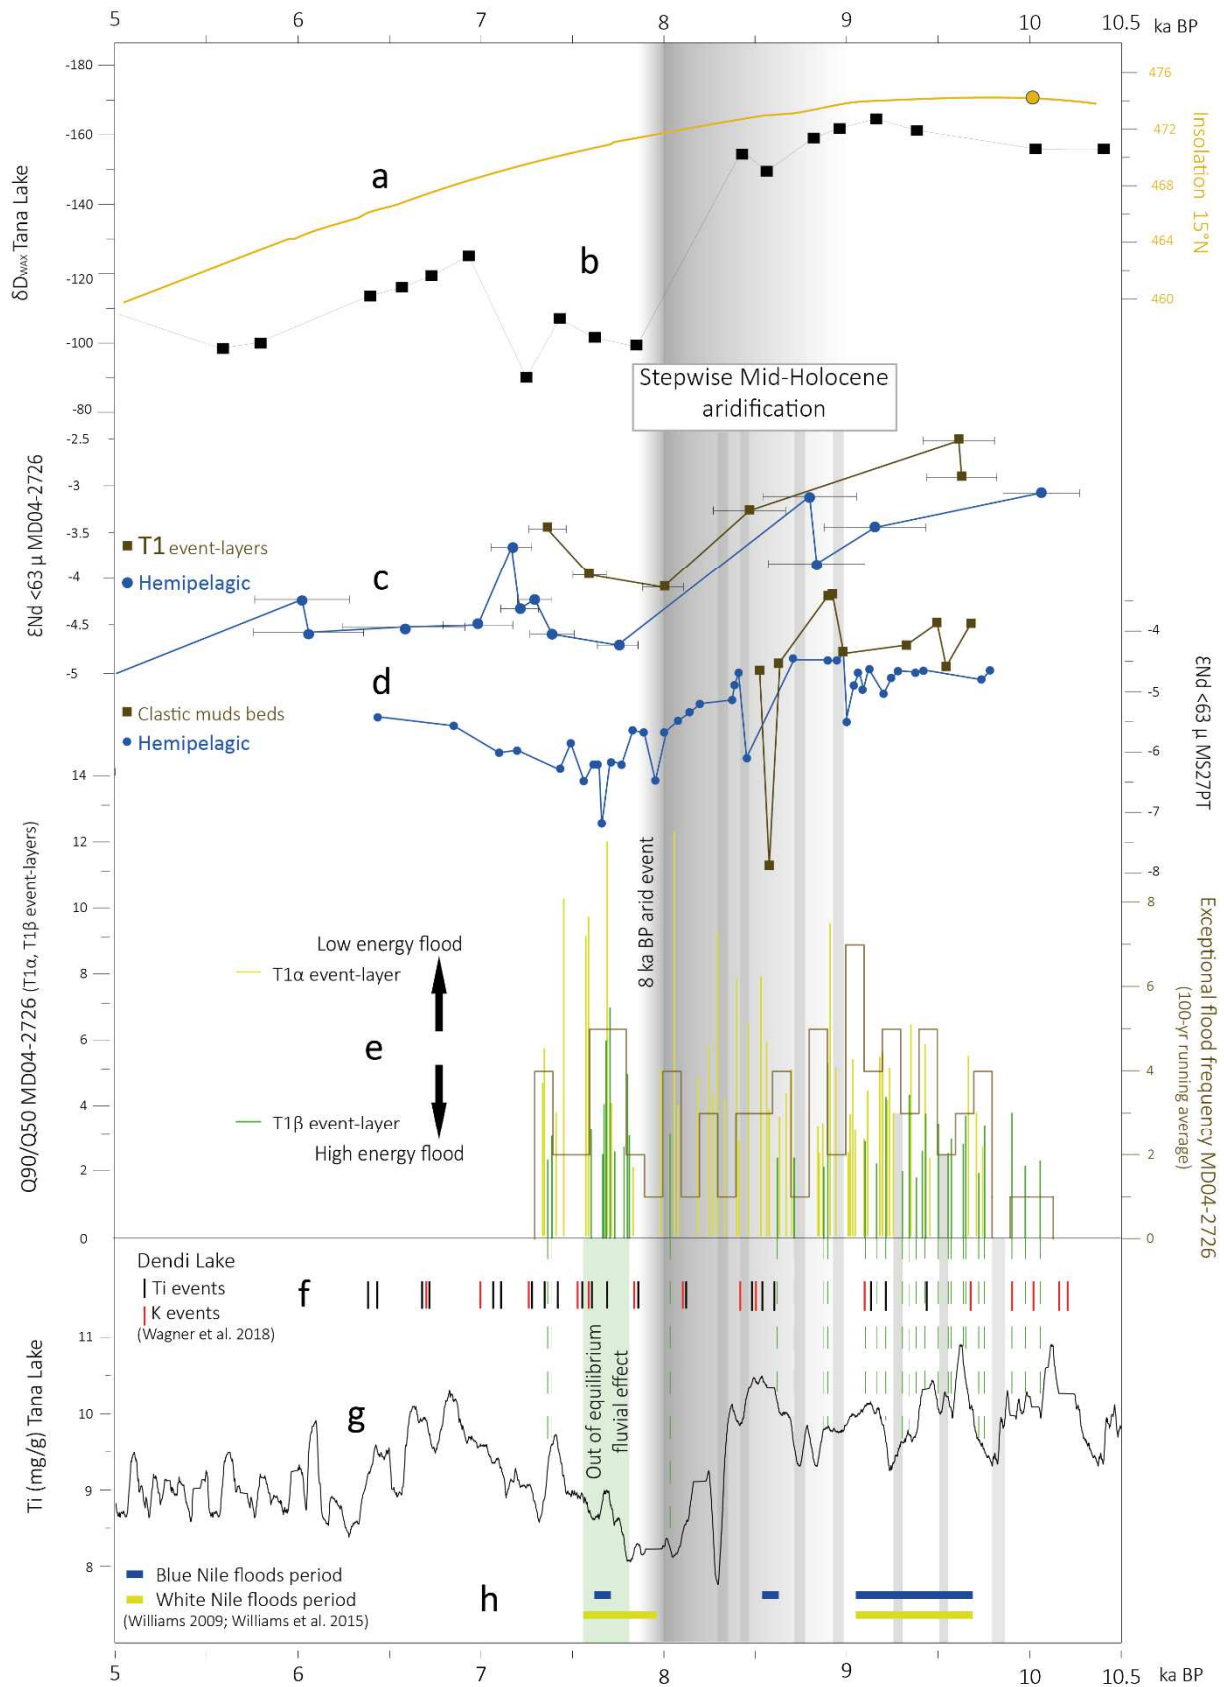 5 6 7 8 9 10 10.5 ka BP
-180
-160
-140
-120
-100
-80
δD WAX Tana Lake
476
472
468
464
460
Insolation 15°N
a
b
Stepwise Mid-Holocene
aridification
-2.5
-3
-3.5
-4
-4.5
-5
ƐNd <63 µ MD04-2726
T1 event-layers
Hemipelagic
c
d
Clastic muds beds
Hemipelagic
-4
-5
-6
-7
-8
ƐNd <63 µ MS27PT
14
12
10
8
6
4
2
0
Q90/Q50 MD04-2726 (T1α, T1β event-layers)
8 ka BP arid event
Low energy flood
T1α event-layer
e
T1β event-layer
High energy flood
8
6
4
2
0
Exceptional flood frequency MD04-2726
(100-yr running average)
Dendi Lake
Ti events
K events
(Wagner et al. 2018)
f
11
10
9
8
Ti (mg/g) Tana Lake
g
Out of equilibrium
fluvial effect
Blue Nile floods period
White Nile floods period
(Williams 2009; Williams et al. 2015)
h
5 6 7 8 9 10 10.5 ka BP